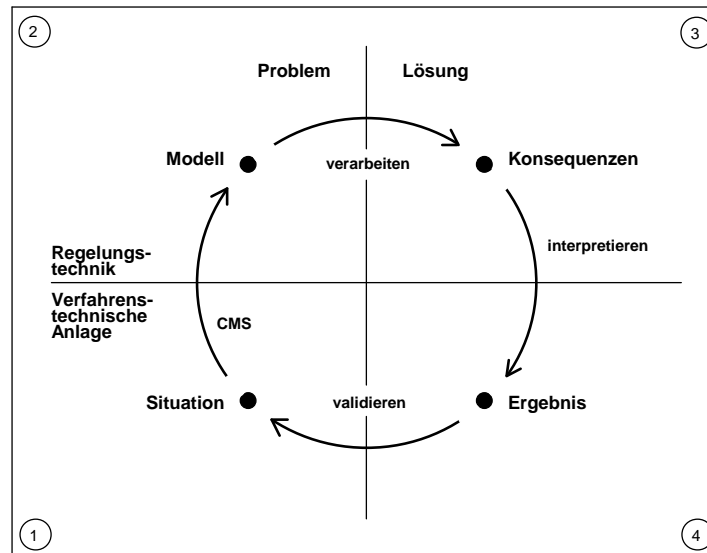 2
3
Problem
Lösung
Modell
verarbeiten
Konsequenzen
Regelungs-
technik
interpretieren
Verfahrens-
technische
Anlage
CMS
Situation
validieren
Ergebnis
1
4